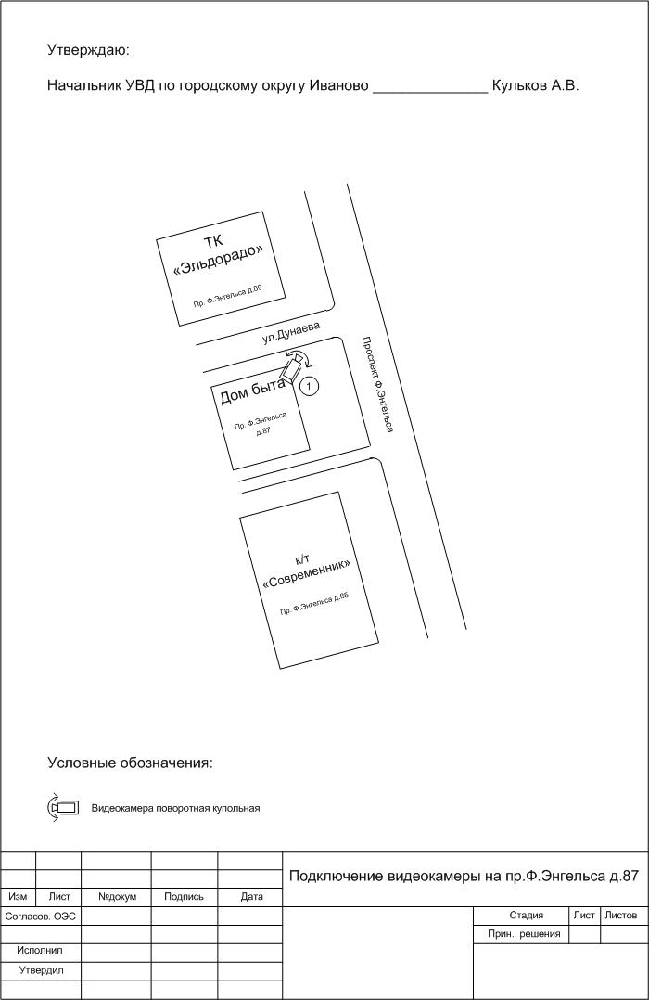 Утверждаю:
Начальник УВД по городскому округу Иваново ______________ Кульков А.В.
ТК
«Эльдорадо»
Пр. Ф.Энгельса д.89
ул.Дунаева
Проспект Ф.Энгельса
Дом быта
1
Пр. Ф.Энгельса
д.87
к/т
«Современник»
Пр. Ф.Энгельса д.85
Условные обозначения:
Видеокамера поворотная купольная
Подключение видеокамеры на пр.Ф.Энгельса д.87
Изм Лист №докум Подпись Дата
Согласов. ОЭС
Стадия Лист Листов
Прин. решения
Исполнил
Утвердил